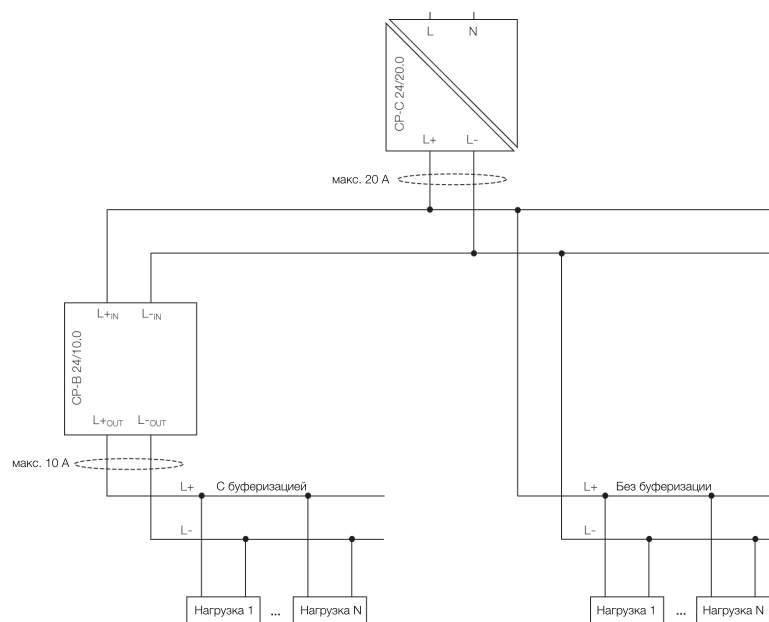 L N
CP-C 24/20.0
L+ L-
макс. 20 A
L+IN L-IN
CP-B 24/10.0
L+OUT L-OUT
макс. 10 A
L+ С буферизацией
L-
Нагрузка 1 ... Нагрузка N
L+ Без буферизации
L-
Нагрузка 1 ... Нагрузка N